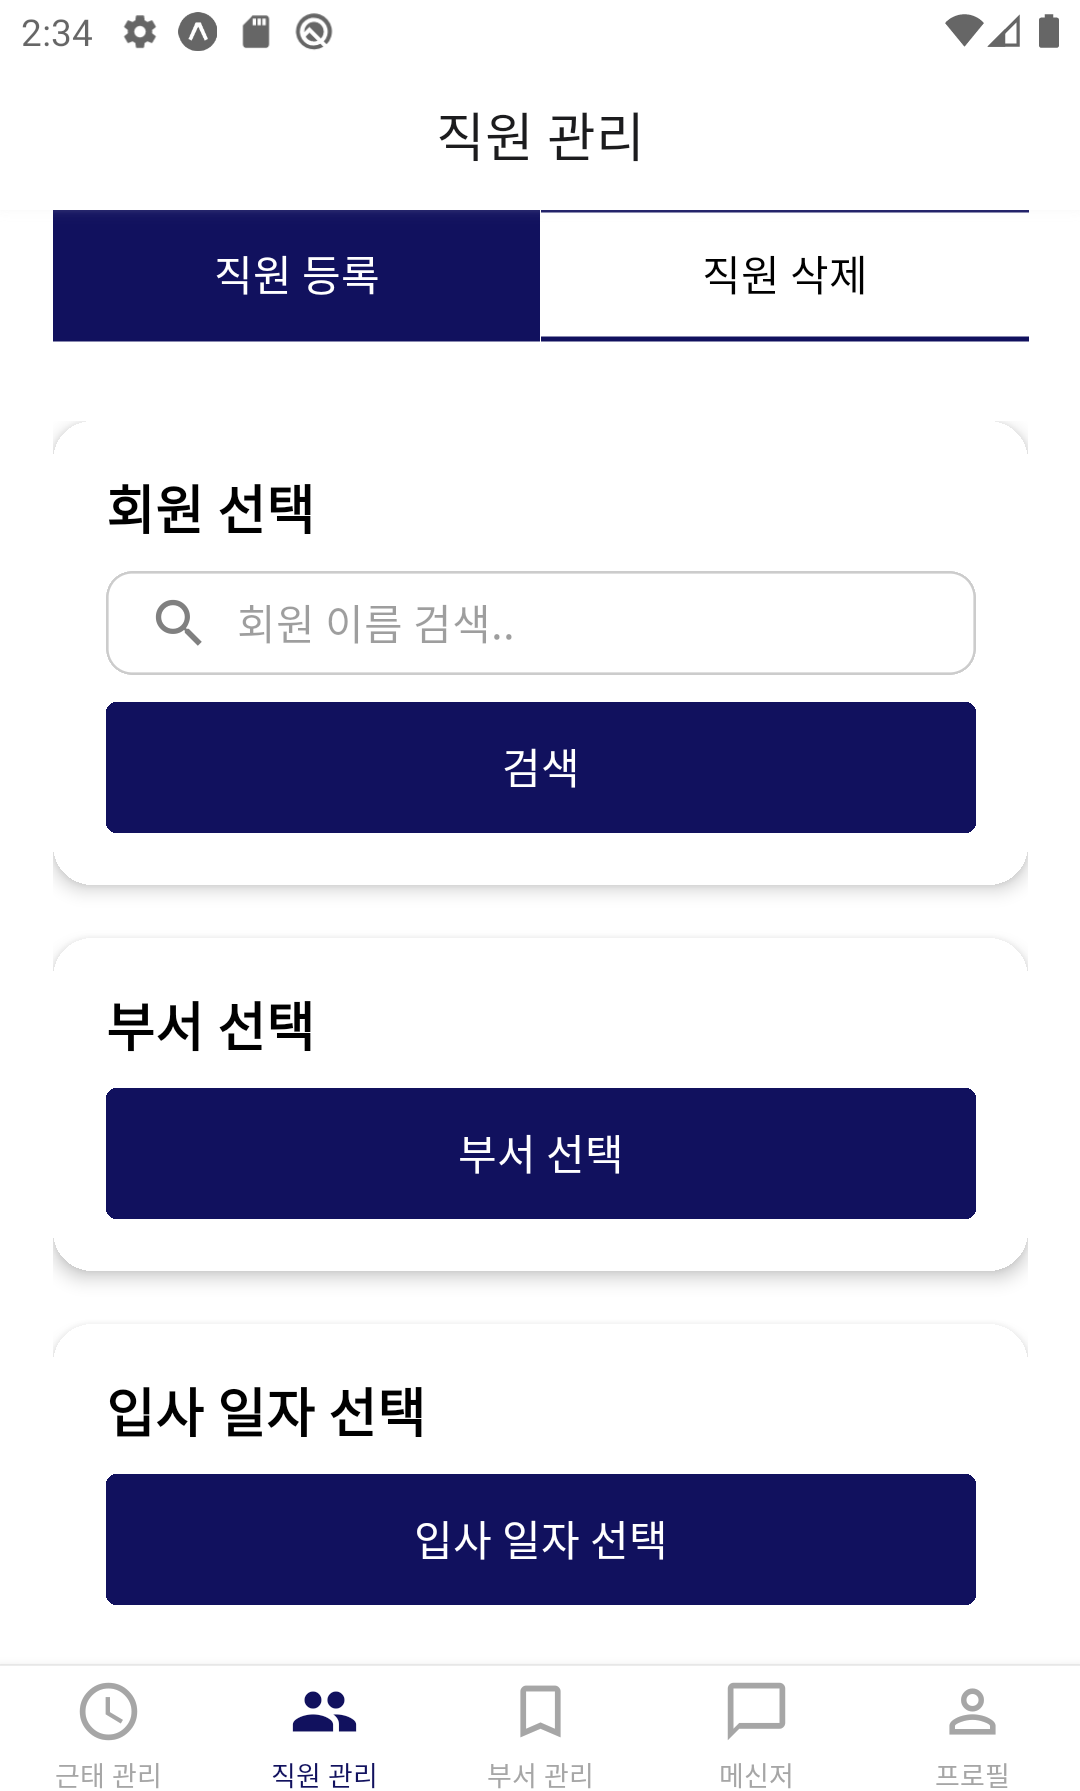 2:34
직원 관리
직원 등록
직원 삭제
회원 선택
회원 이름 검색..
검색
부서 선택
부서 선택
입사 일자 선택
입사 일자 선택
근태 관리
직원 관리
부서 관리
메신저
프로필